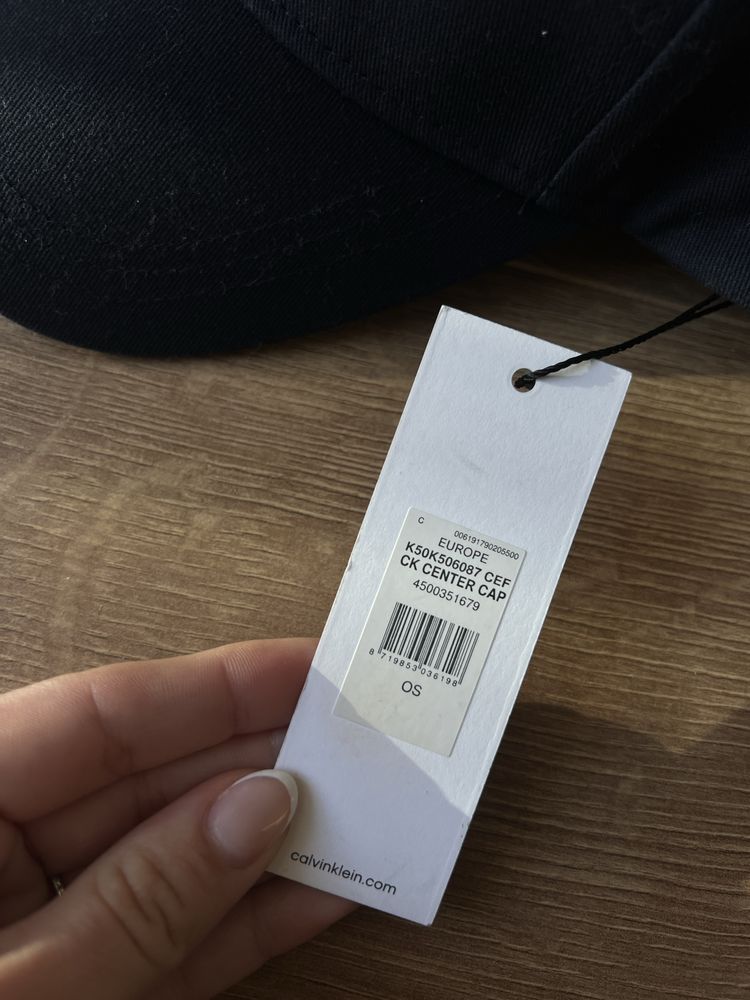 C
006191790205500
EUROPE
K50K506087 CEF
CK CENTER CAP
4500351679
8 719853 036198
OS
calvinklein.com